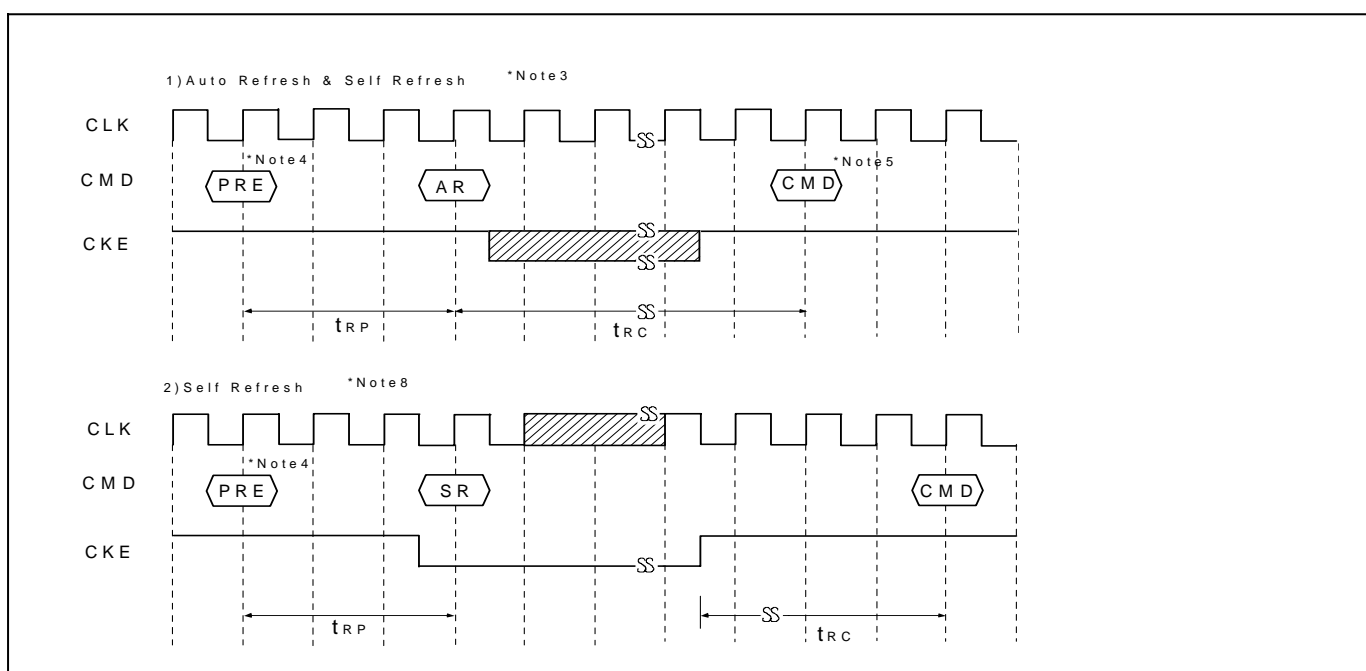 1)Auto Refresh & Self Refresh *Note3
CLK
*Note4 *Note5
CMD PRE AR CMD
CKE
tRP tRC
2)Self Refresh *Note8
CLK
*Note4
CMD PRE SR CMD
CKE
tRP tRC